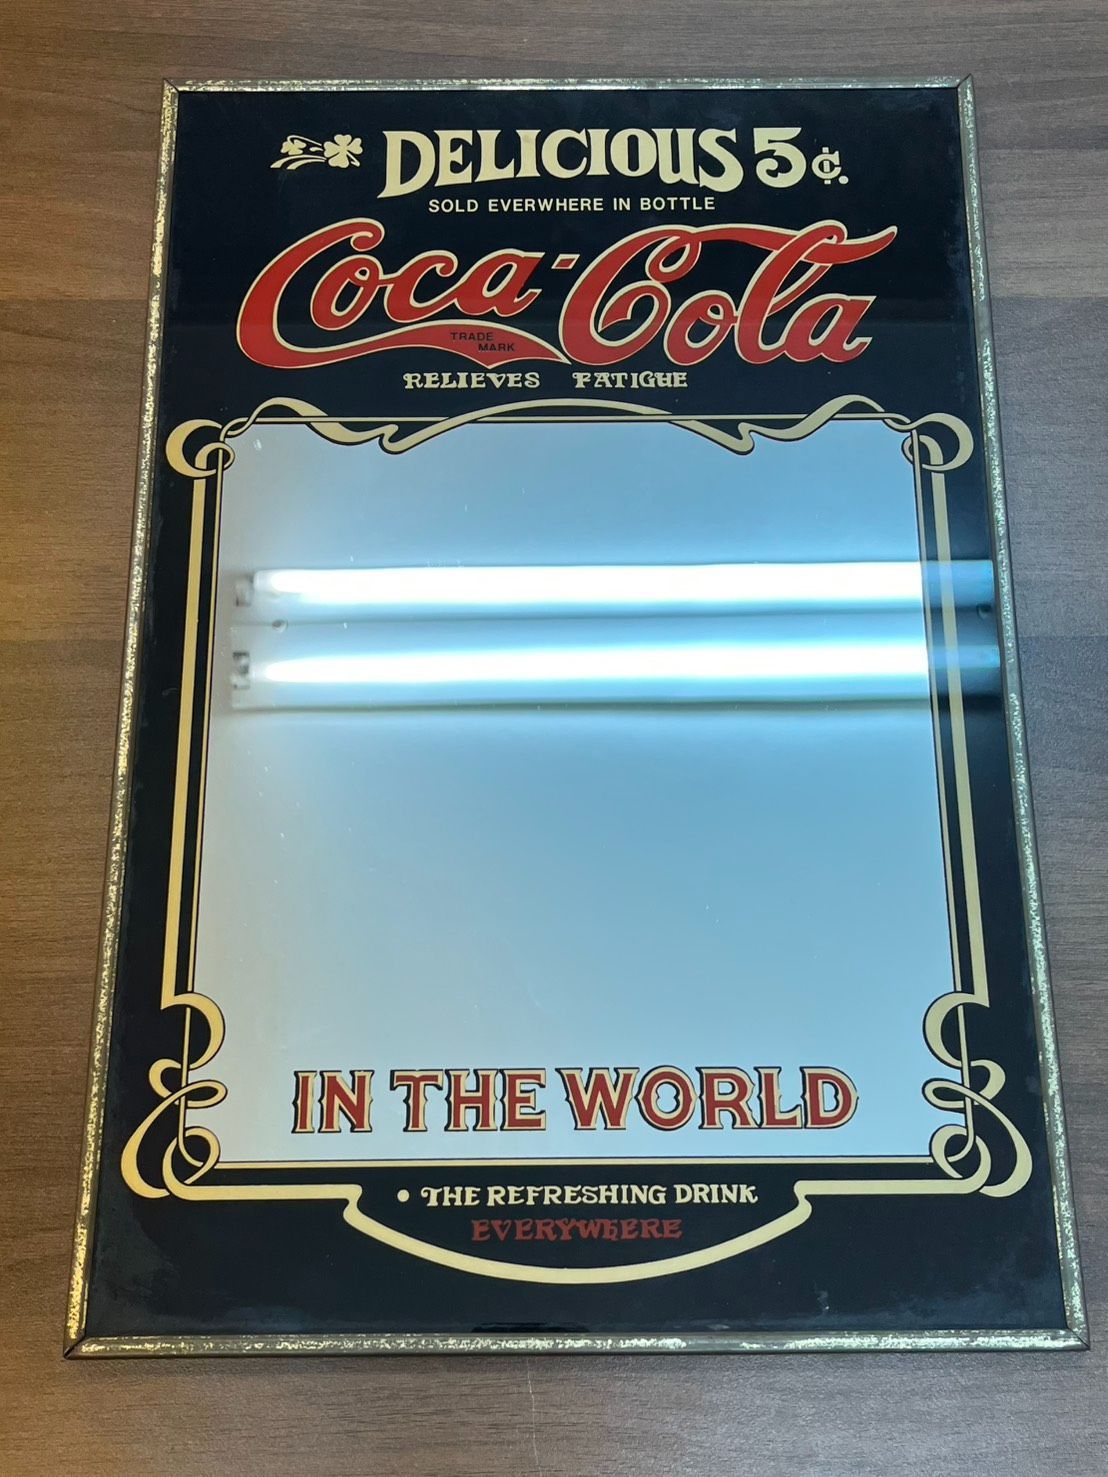 DELICIOUS 5¢.
SOLD EVERWHERE IN BOTTLE
Coca-Cola
TRADE
MARK
RELIEVES FATIGUE
IN THE WORLD
• THE REFRESHING DRINK
EVERYWHERE